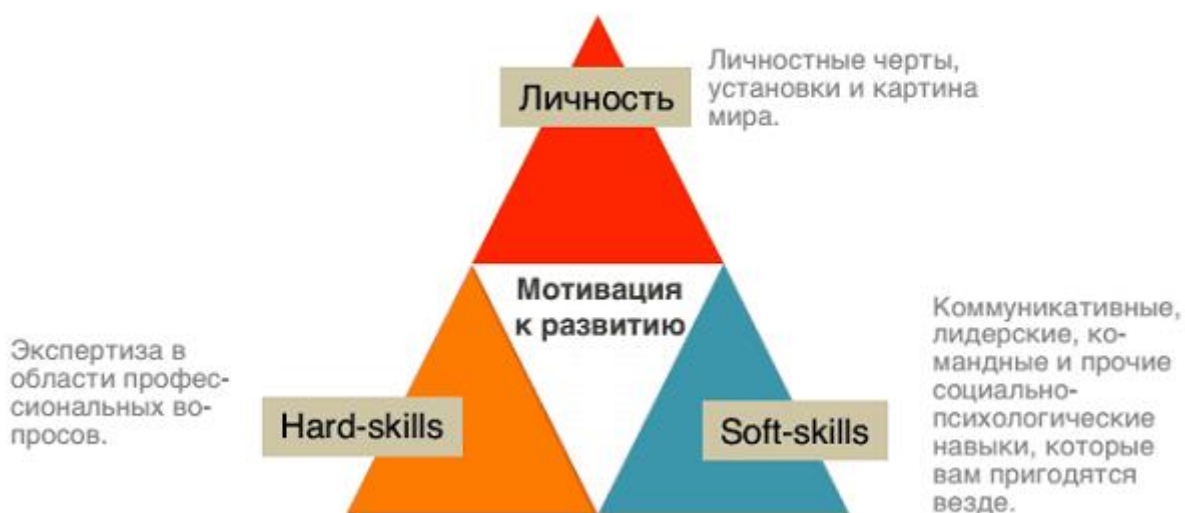 Личность
Личностные черты,
установки и картина
мира.
Мотивация
к развитию
Экспертиза в
области профес-
сиональных во-
просов.
Hard-skills
Soft-skills
Коммуникативные,
лидерские, ко-
мандные и прочие
социально-
психологические
навыки, которые
вам пригодятся
везде.